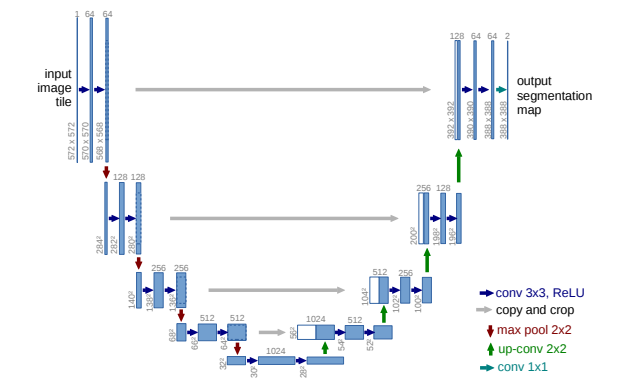 1 64 64
128 64 64 2
input
image
tile
output
segmentation
map
572 x 572
570 x 570
568 x 568
392 x 392
390 x 390
388 x 388
388 x 388
128 128
256 128
284²
282²
280²
200²
198²
196²
256 256
512 256
140²
138²
136²
104²
102²
100²
conv 3x3, ReLU
copy and crop
max pool 2x2
up-conv 2x2
conv 1x1
512 512
1024 512
68²
66²
64²
56²
54²
52²
1024
32²
30²
28²